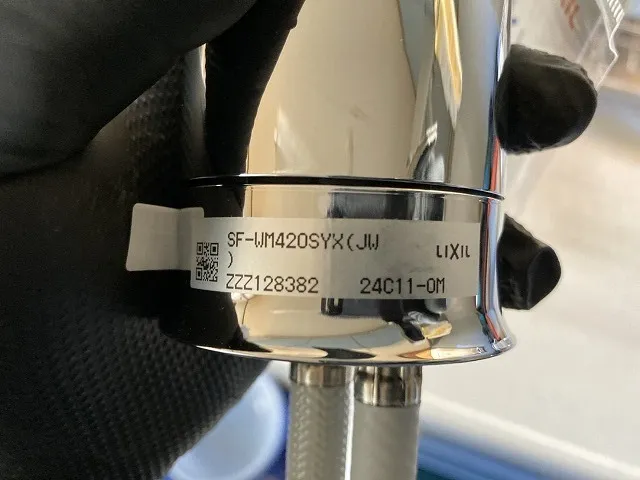 SF-WM420SYX(JW
)
LIXIL
ZZZ128382 24C11-0M